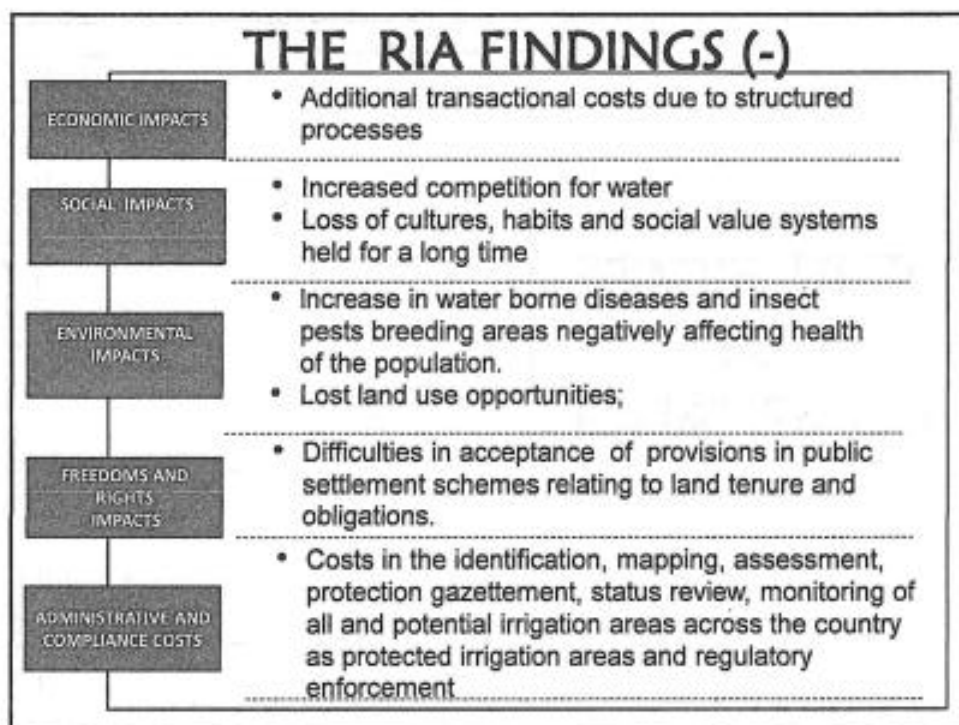 THE RIA FINDINGS (-)
ECONOMIC IMPACTS
• Additional transactional costs due to structured
processes
SOCIAL IMPACTS
• Increased competition for water
• Loss of cultures, habits and social value systems
held for a long time
ENVIRONMENTAL
IMPACTS
• Increase in water borne diseases and insect
pests breeding areas negatively affecting health
of the population.
• Lost land use opportunities;
FREEDOMS AND
RIGHTS
IMPACTS
• Difficulties in acceptance of provisions in public
settlement schemes relating to land tenure and
obligations.
ADMINISTRATIVE AND
COMPLIANCE COSTS
• Costs in the identification, mapping, assessment,
protection gazettement, status review, monitoring of
all and potential irrigation areas across the country
as protected irrigation areas and regulatory
enforcement